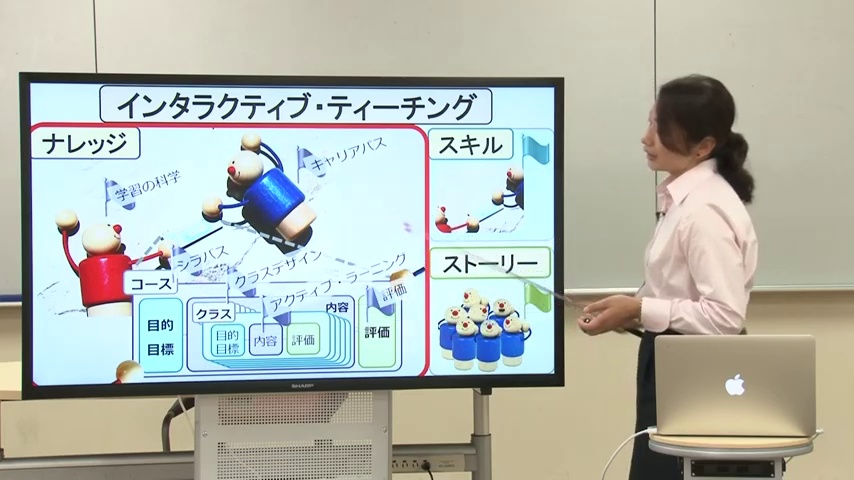 インタラクティブ・ティーチング
ナレッジ
スキル
キャリアパス
学習の科学
シラバス
クラスデザイン
アクティブ・ラーニング
評価
ストーリー
コース
目的
目標
クラス
目的
目標
内容
評価
内容
評価
SHARP